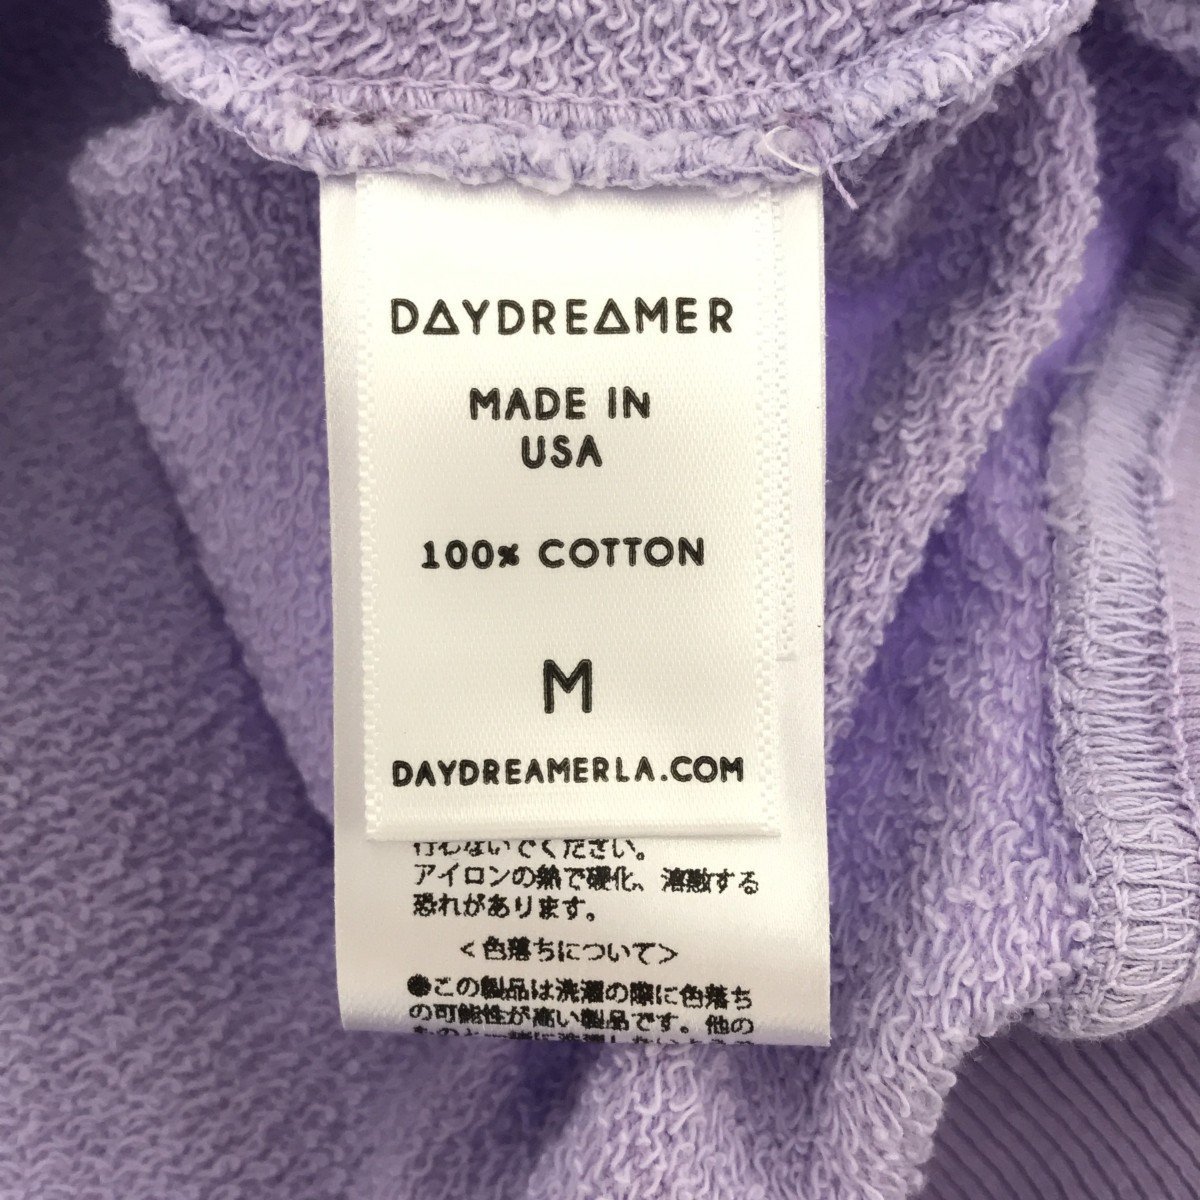 DAYDREAMER
MADE IN
USA
100% COTTON
M
DAYDREAMERLA.COM
行わないでください。
アイロンの熱で硬化、溶融する
恐れがあります。
<色落ちについて>
●この製品は洗濯の際に色落ち
の可能性が高い製品です。他の